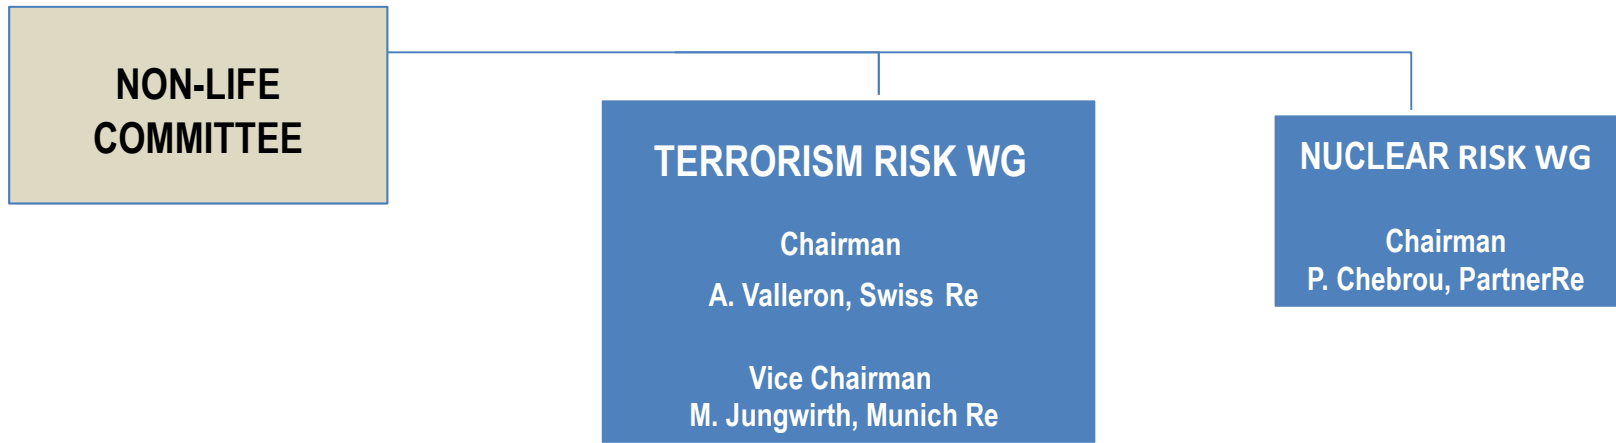 NON-LIFE
COMMITTEE
TERRORISM RISK WG
Chairman
A. Valleron, Swiss Re
Vice Chairman
M. Jungwirth, Munich Re
NUCLEAR RISK WG
Chairman
P. Chebrou, PartnerRe